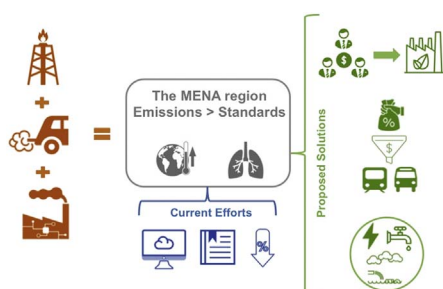 The MENA region
Emissions > Standards
Current Efforts
%
Proposed Solutions
$
%
$